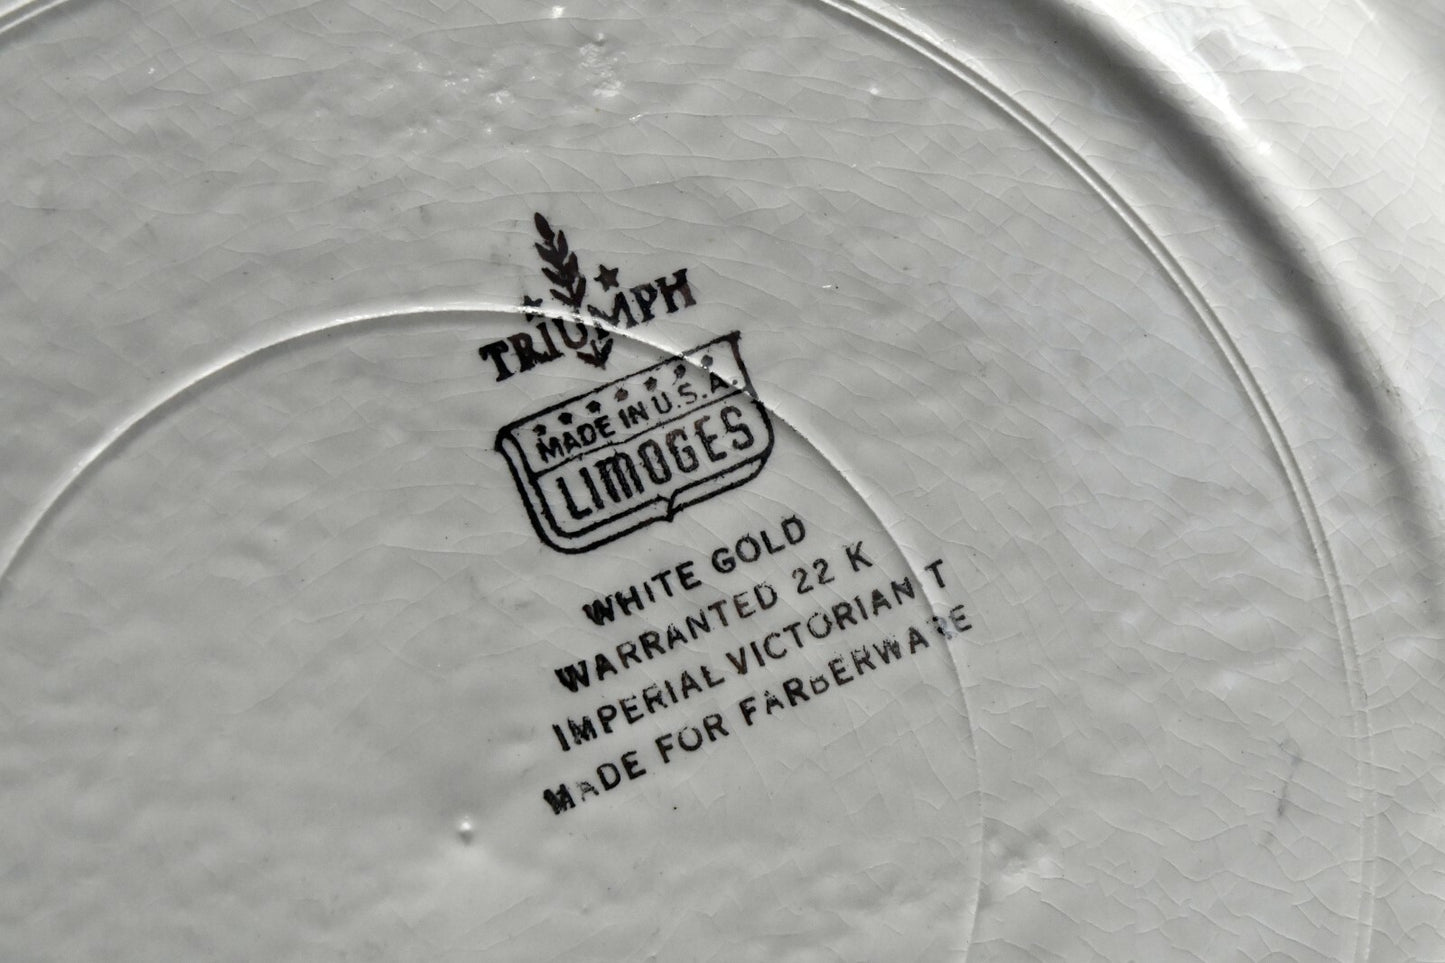 TRIUMPH
MADE IN U.S.A.
LIMOGES
WHITE GOLD
WARRANTED 22 K
IMPERIAL VICTORIAN T
MADE FOR FARBERWARE